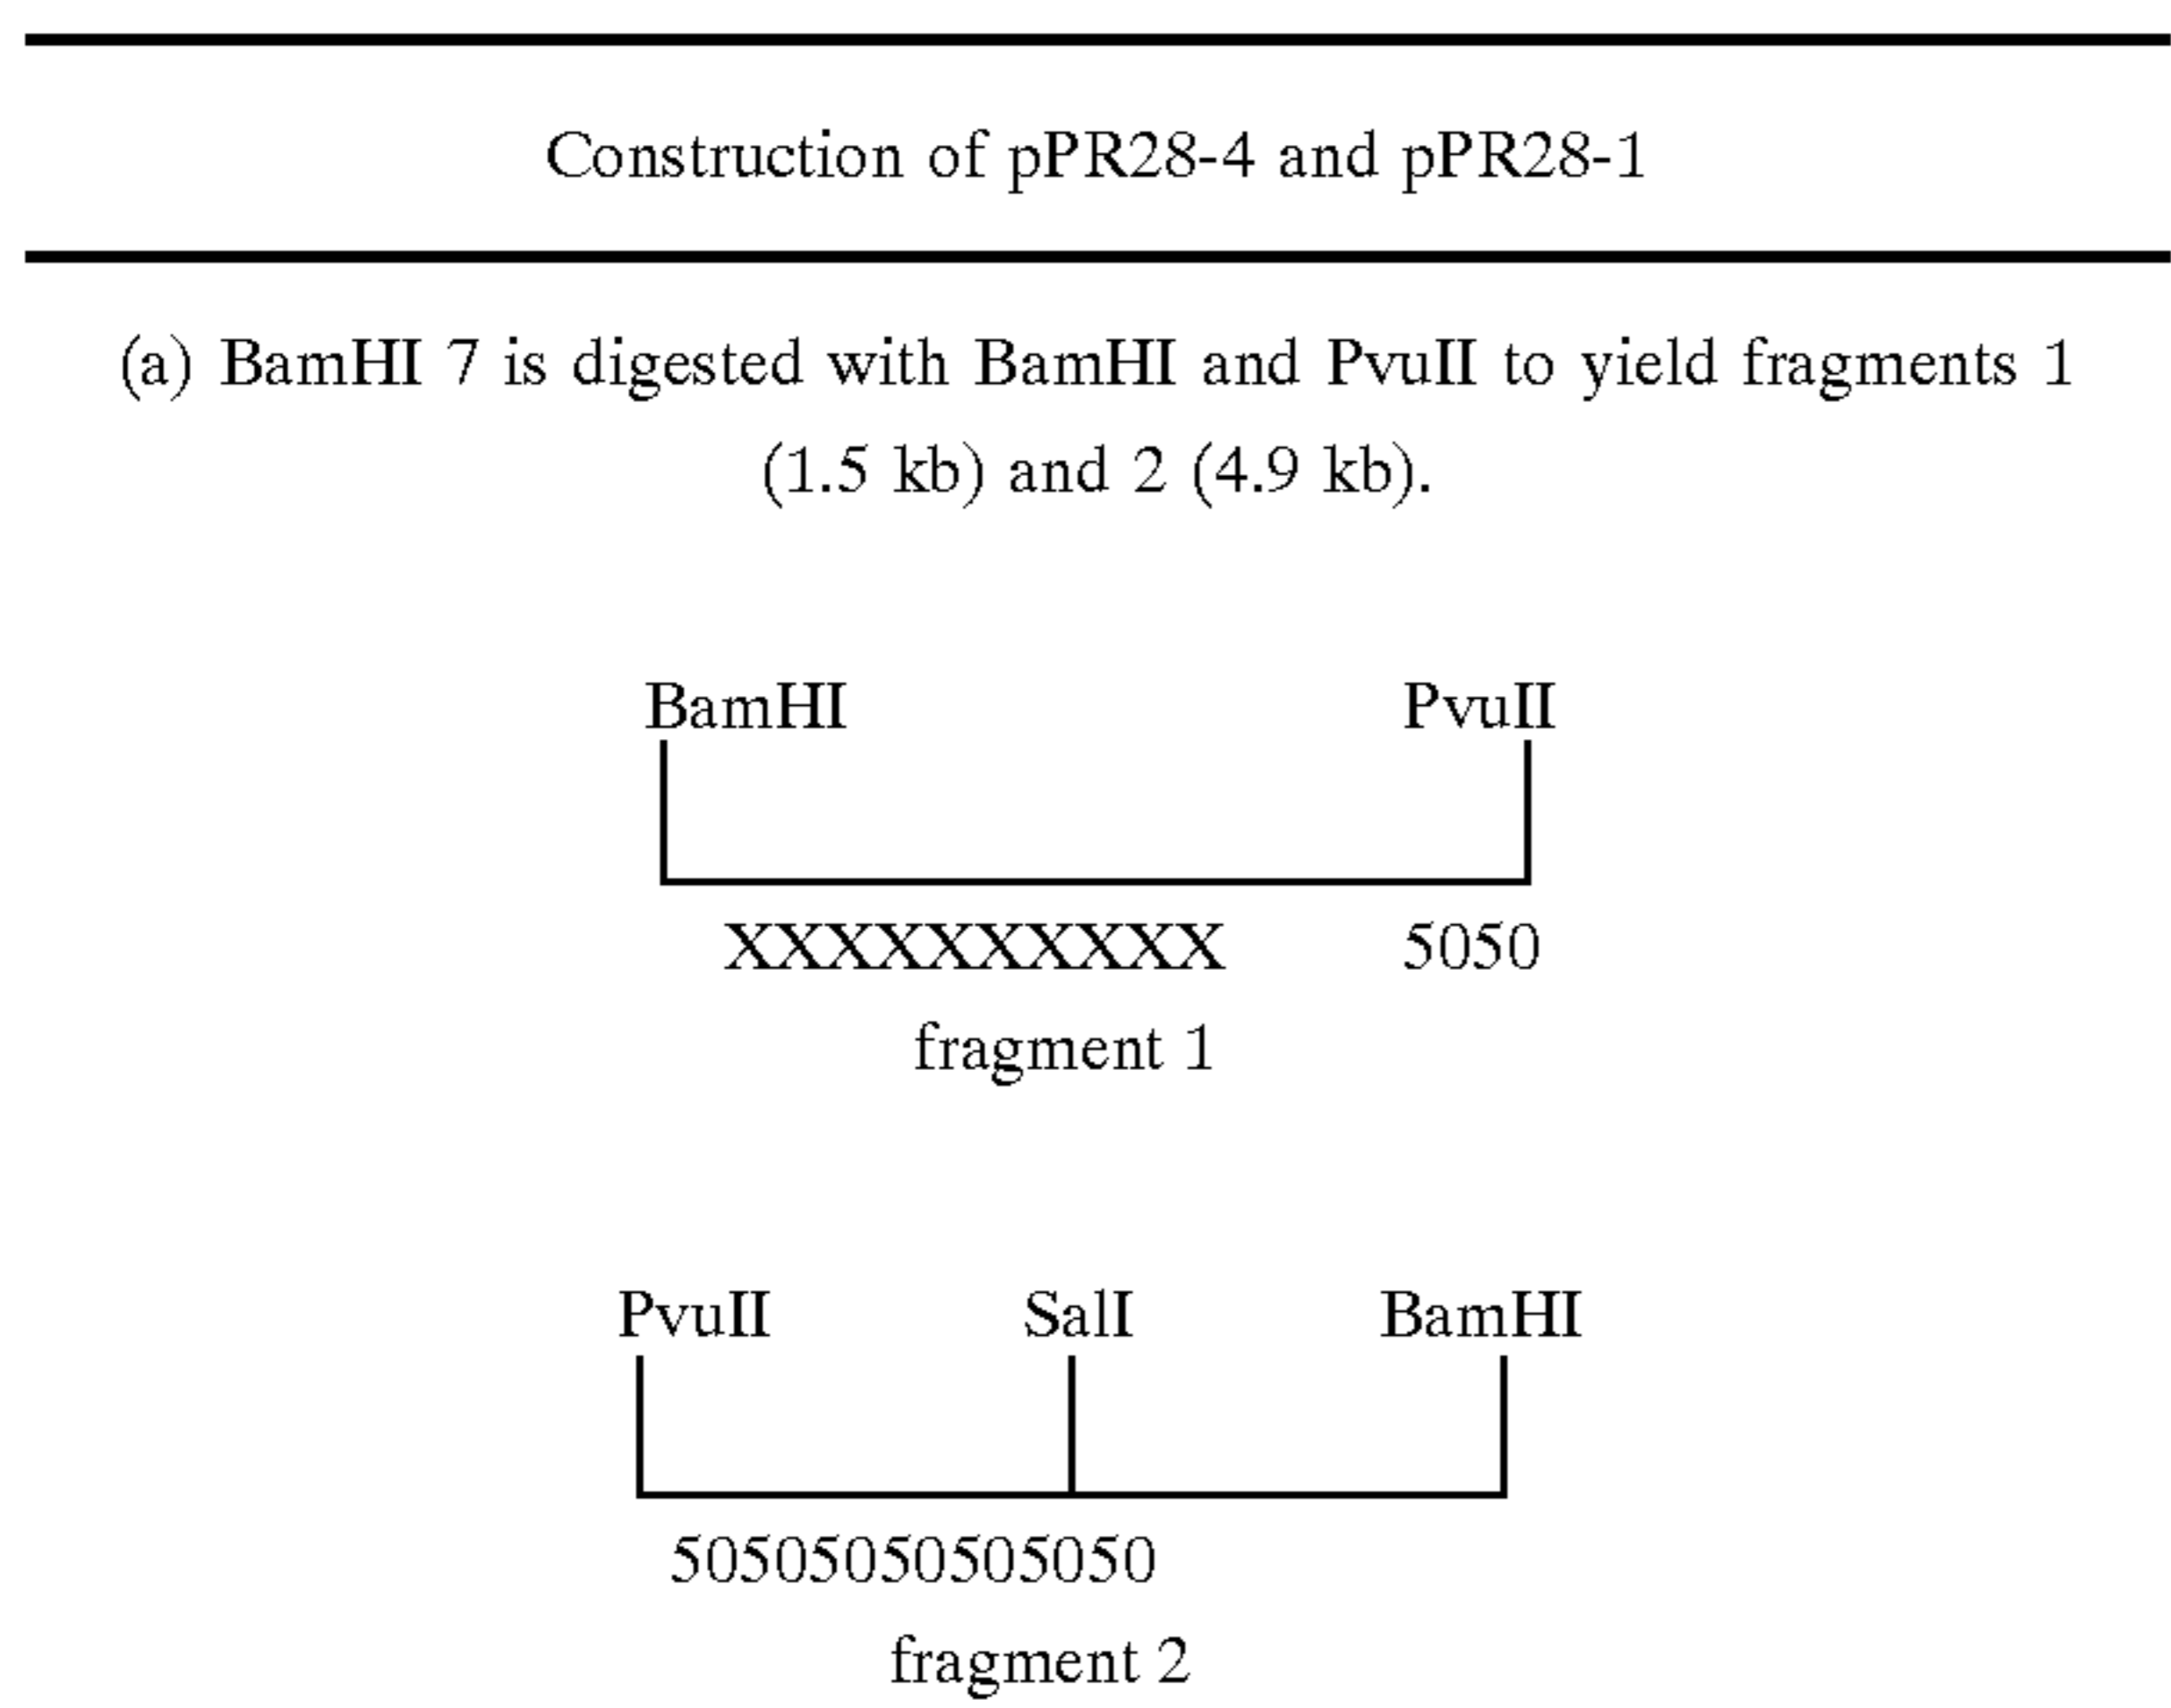 Construction of pPR28-4 and pPR28-1
(a) BamHI 7 is digested with BamHI and PvuII to yield fragments 1
(1.5 kb) and 2 (4.9 kb).
BamHI PvuII
XXXXXXXXXX 5050
fragment 1
PvuII SalI BamHI
50505050505050
fragment 2